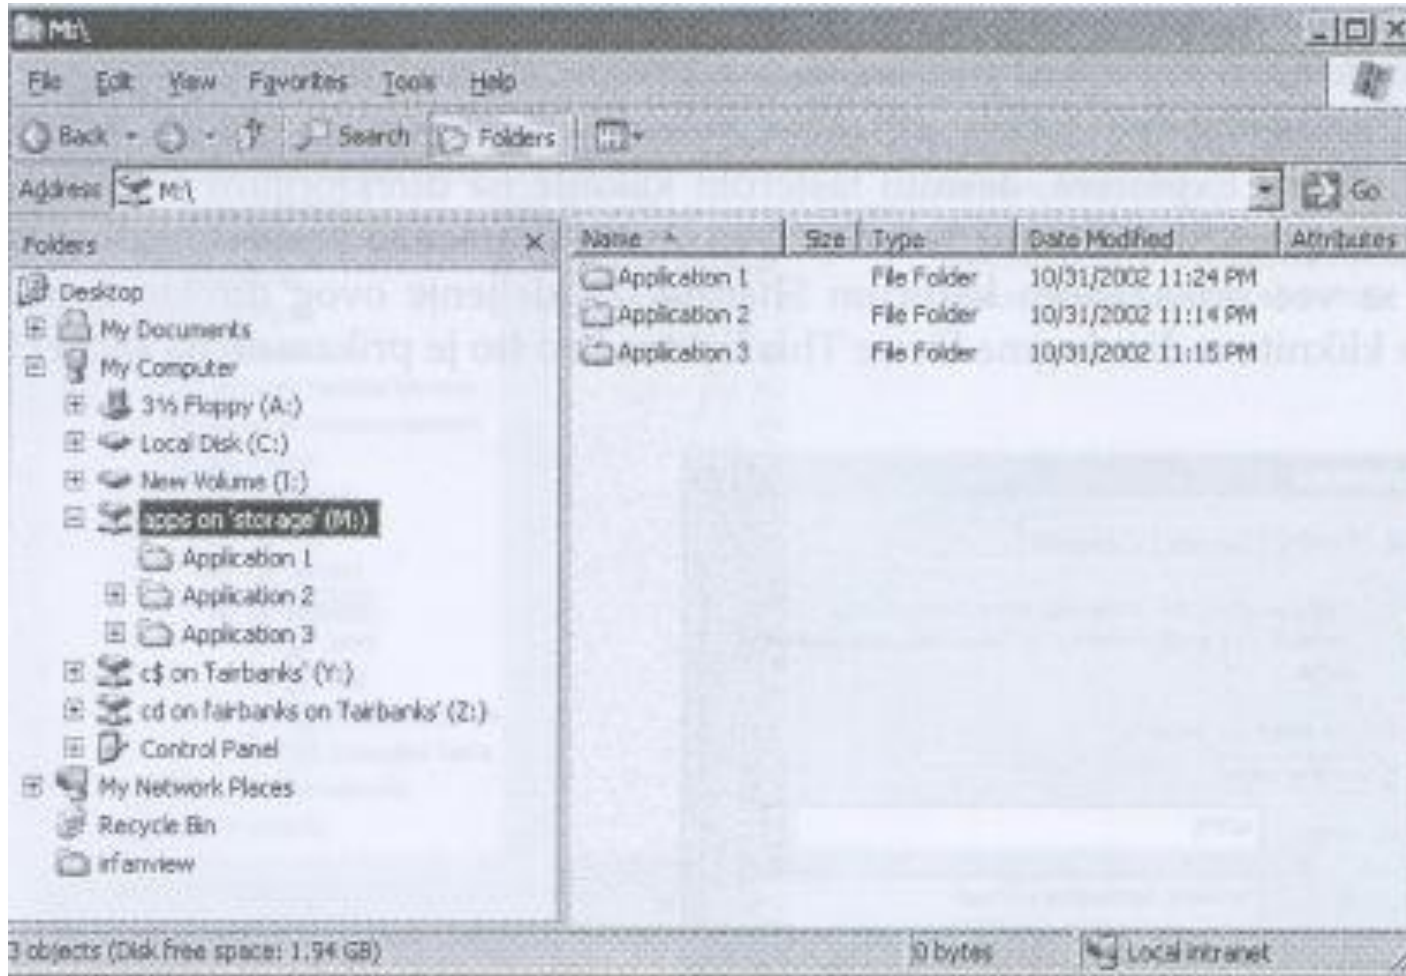 M:\
File Edit View Favorites Tools Help
Back Search Folders
Address M:\ Go
Folders
Desktop
My Documents
My Computer
3½ Floppy (A:)
Local Disk (C:)
New Volume (I:)
apps on 'storage' (M:)
Application 1
Application 2
Application 3
c$ on 'Fairbanks' (Y:)
cd on fairbanks on 'Fairbanks' (Z:)
Control Panel
My Network Places
Recycle Bin
irfanview
Name Size Type Date Modified Attributes
Application 1 File Folder 10/31/2002 11:24 PM
Application 2 File Folder 10/31/2002 11:14 PM
Application 3 File Folder 10/31/2002 11:15 PM
3 objects (Disk free space: 1.94 GB) 0 bytes Local intranet